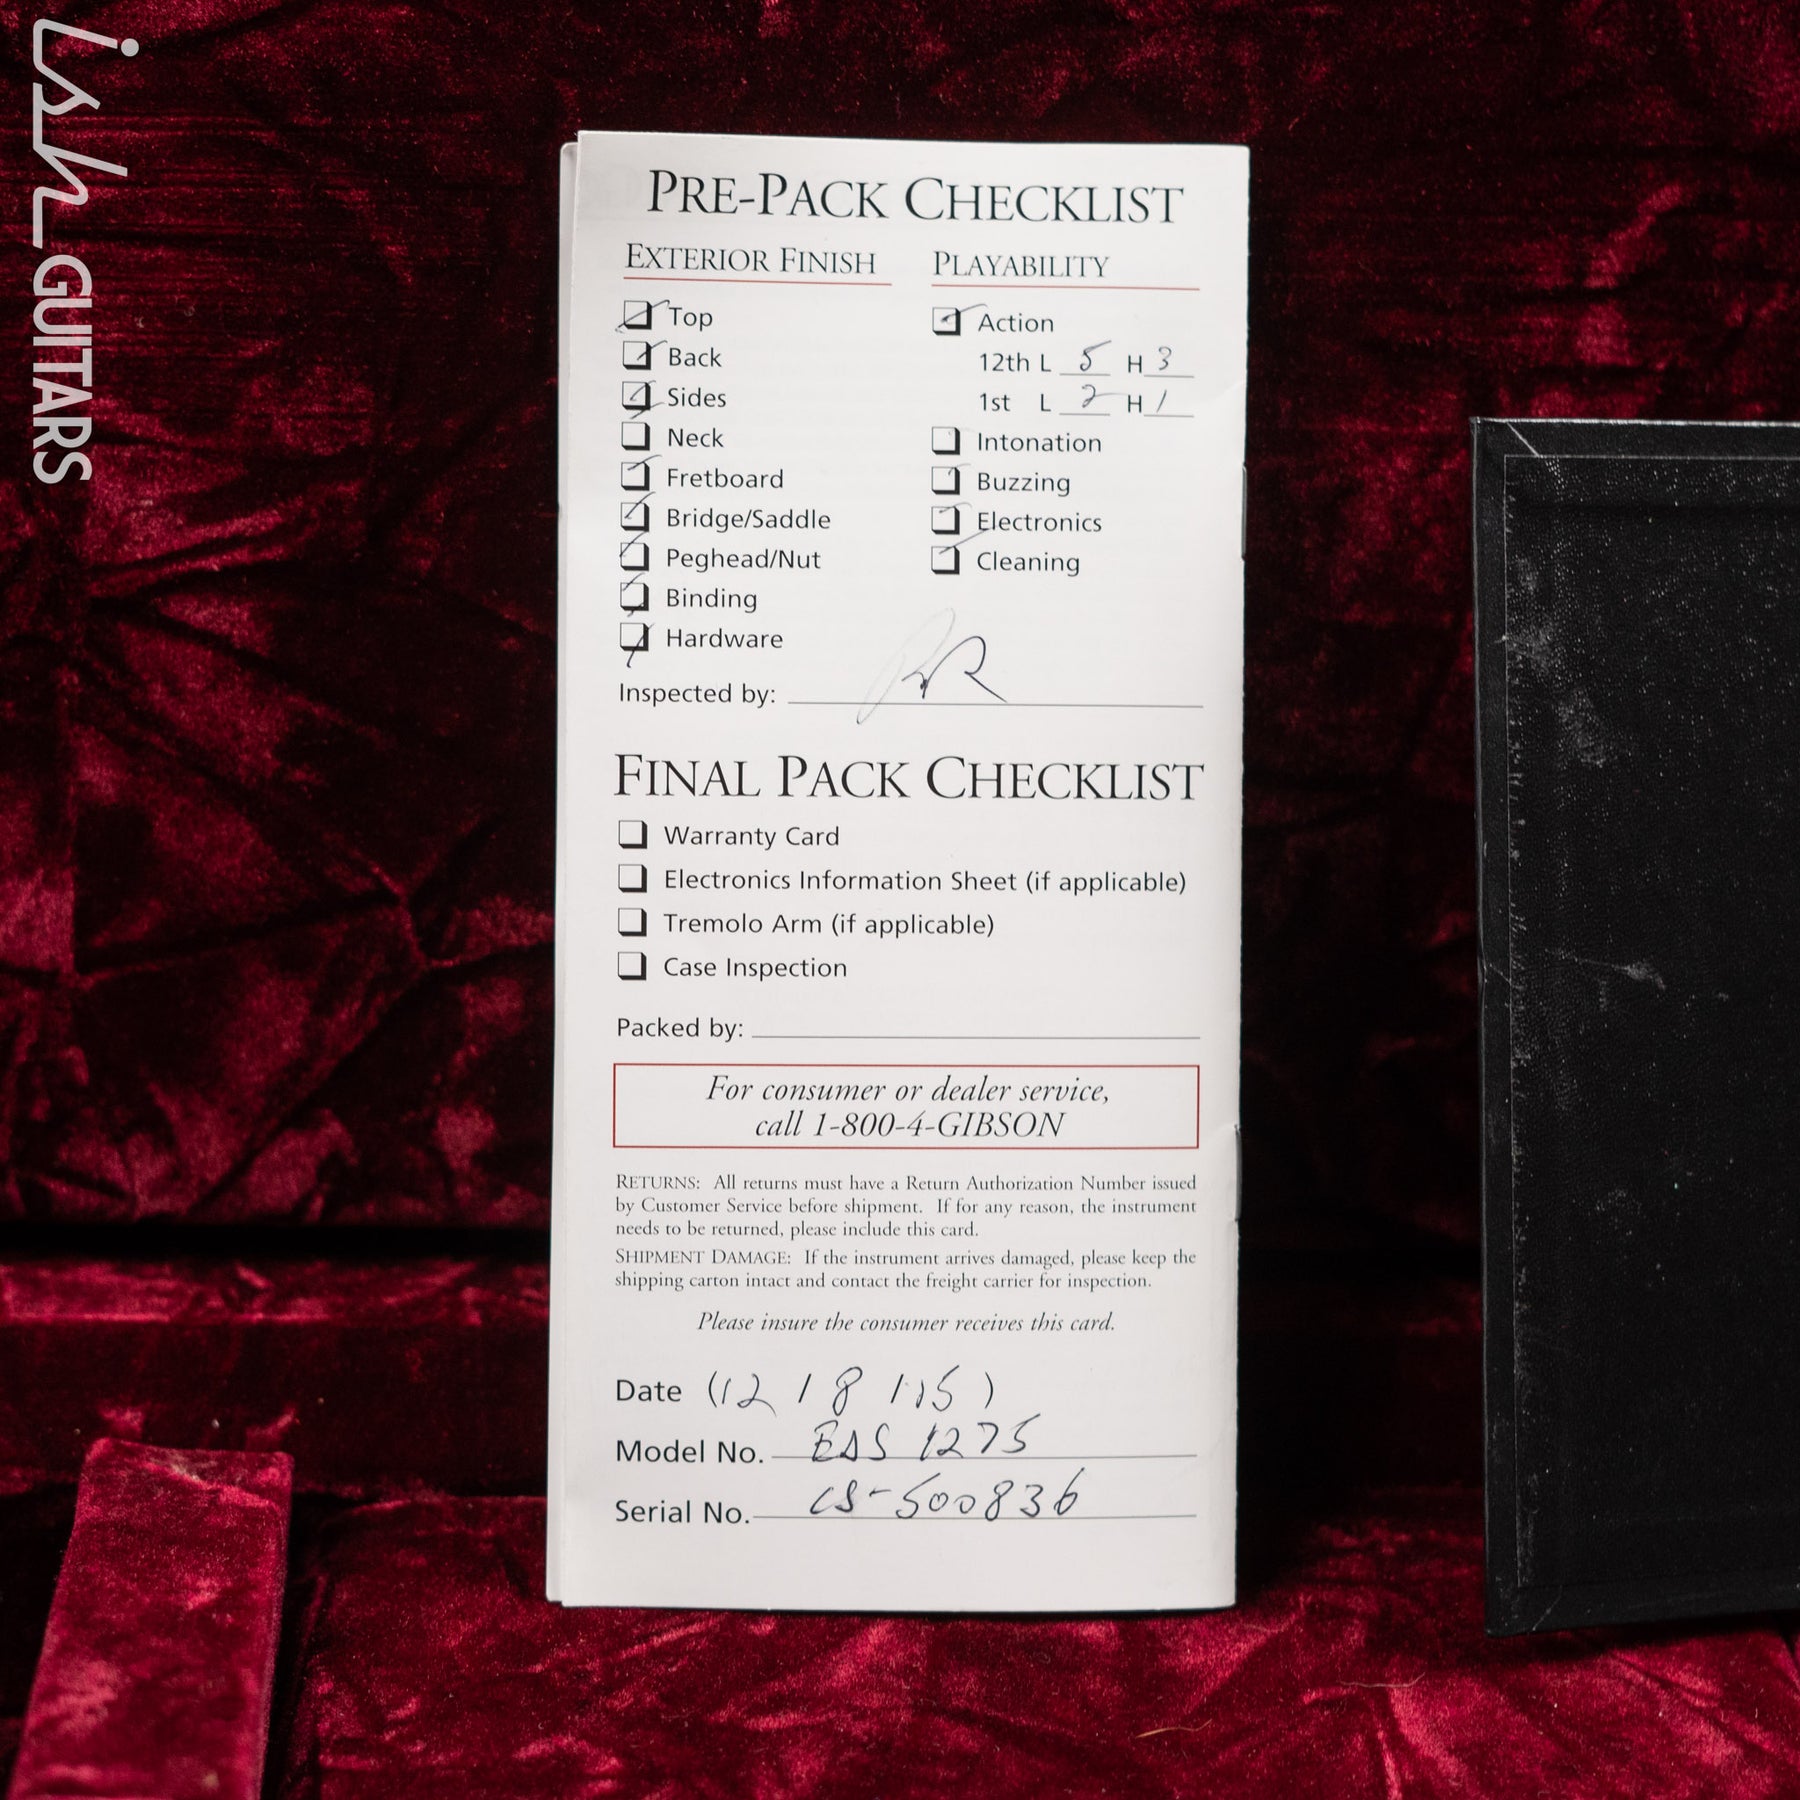 ish GUITARS
PRE-PACK CHECKLIST
EXTERIOR FINISH
Top
Back
Sides
Neck
Fretboard
Bridge/Saddle
Peghead/Nut
Binding
Hardware
PLAYABILITY
Action
12th L 5 H 3
1st L 2 H 1
Intonation
Buzzing
Electronics
Cleaning
Inspected by:
FINAL PACK CHECKLIST
Warranty Card
Electronics Information Sheet (if applicable)
Tremolo Arm (if applicable)
Case Inspection
Packed by:
For consumer or dealer service,
call 1-800-4-GIBSON
RETURNS: All returns must have a Return Authorization Number issued
by Customer Service before shipment. If for any reason, the instrument
needs to be returned, please include this card.
SHIPMENT DAMAGE: If the instrument arrives damaged, please keep the
shipping carton intact and contact the freight carrier for inspection.
Please insure the consumer receives this card.
Date (12 / 8 / 15)
Model No. EDS 1275
Serial No. CS-500836